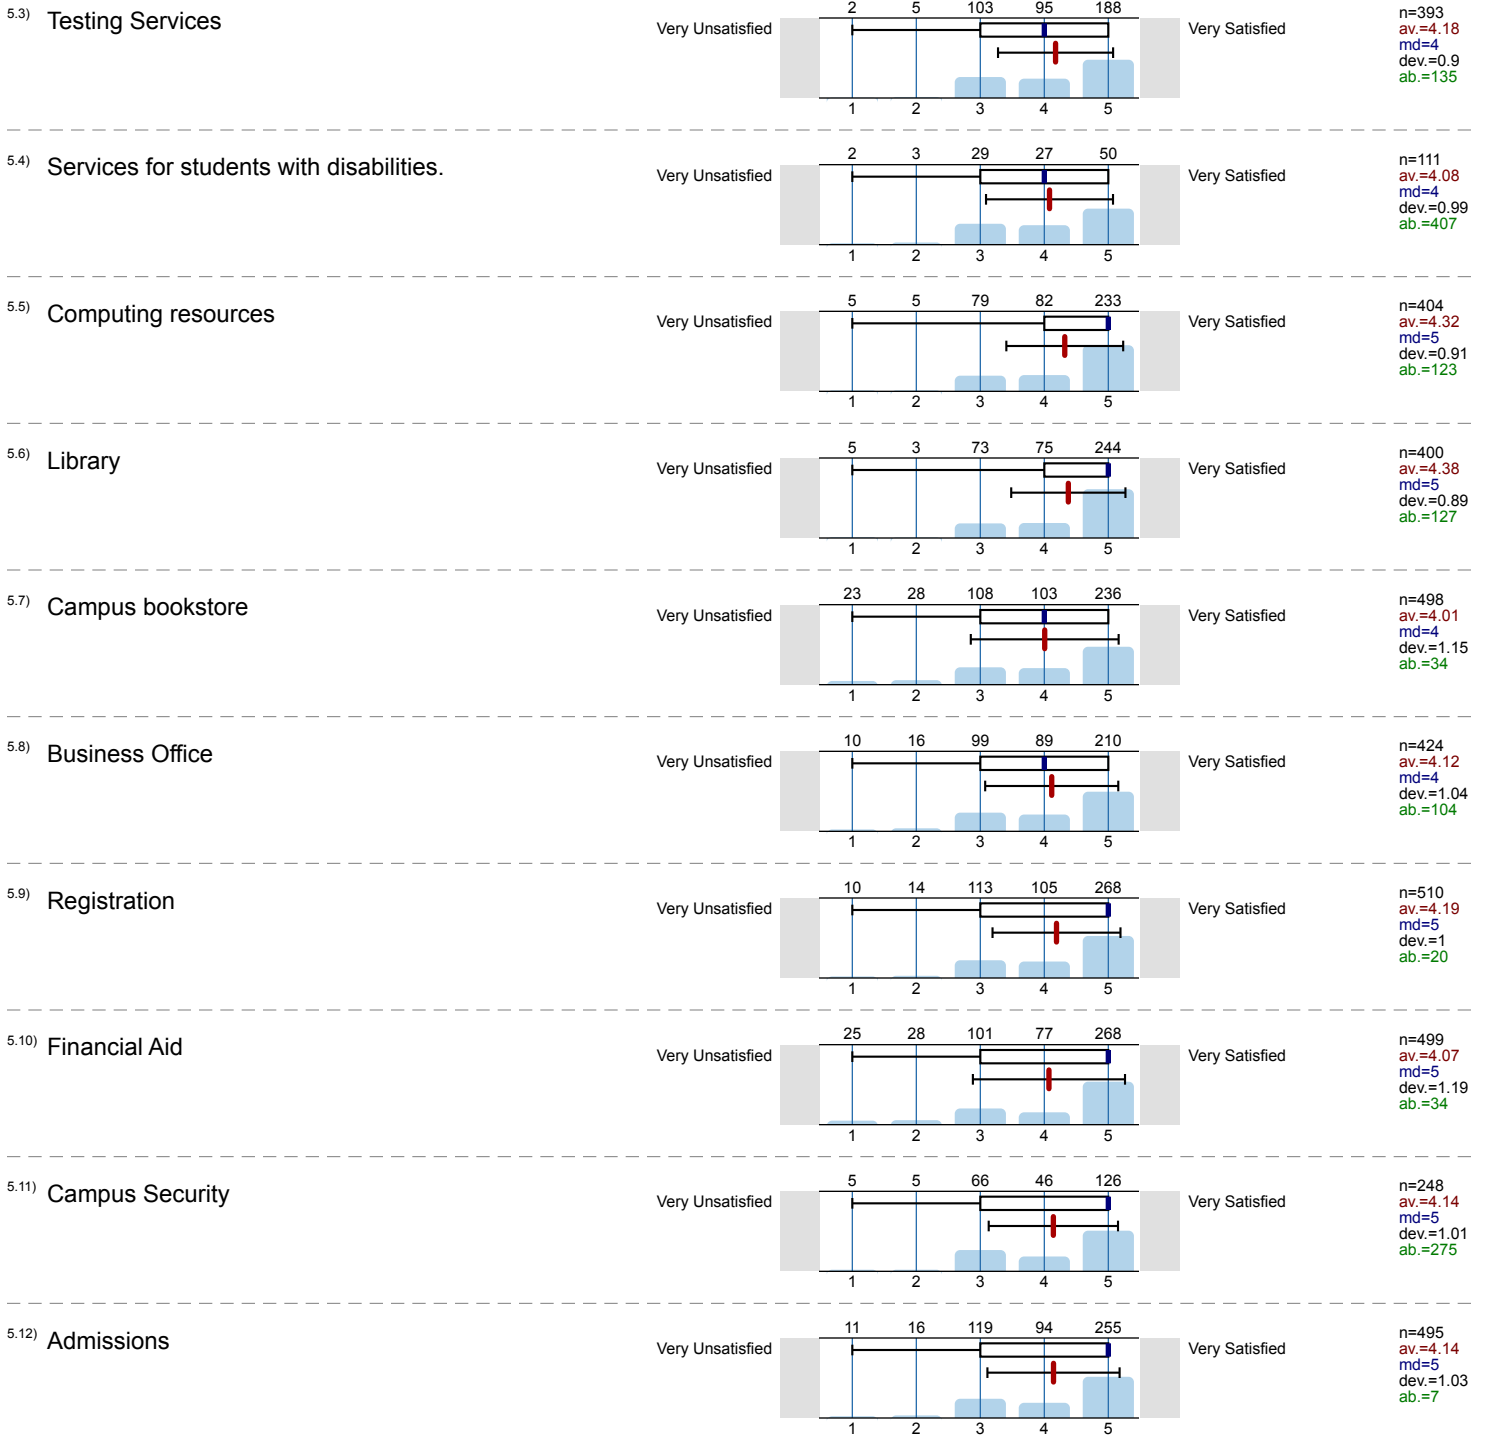 5.3) Testing Services
2 5 103 95 188
Very Unsatisfied Very Satisfied
1 2 3 4 5
n=393
av.=4.18
md=4
dev.=0.9
ab.=135
5.4) Services for students with disabilities.
2 3 29 27 50
Very Unsatisfied Very Satisfied
1 2 3 4 5
n=111
av.=4.08
md=4
dev.=0.99
ab.=407
5.5) Computing resources
5 5 79 82 233
Very Unsatisfied Very Satisfied
1 2 3 4 5
n=404
av.=4.32
md=5
dev.=0.91
ab.=123
5.6) Library
5 3 73 75 244
Very Unsatisfied Very Satisfied
1 2 3 4 5
n=400
av.=4.38
md=5
dev.=0.89
ab.=127
5.7) Campus bookstore
23 28 108 103 236
Very Unsatisfied Very Satisfied
1 2 3 4 5
n=498
av.=4.01
md=4
dev.=1.15
ab.=34
5.8) Business Office
10 16 99 89 210
Very Unsatisfied Very Satisfied
1 2 3 4 5
n=424
av.=4.12
md=4
dev.=1.04
ab.=104
5.9) Registration
10 14 113 105 268
Very Unsatisfied Very Satisfied
1 2 3 4 5
n=510
av.=4.19
md=5
dev.=1
ab.=20
5.10) Financial Aid
25 28 101 77 268
Very Unsatisfied Very Satisfied
1 2 3 4 5
n=499
av.=4.07
md=5
dev.=1.19
ab.=34
5.11) Campus Security
5 5 66 46 126
Very Unsatisfied Very Satisfied
1 2 3 4 5
n=248
av.=4.14
md=5
dev.=1.01
ab.=275
5.12) Admissions
11 16 119 94 255
Very Unsatisfied Very Satisfied
1 2 3 4 5
n=495
av.=4.14
md=5
dev.=1.03
ab.=7